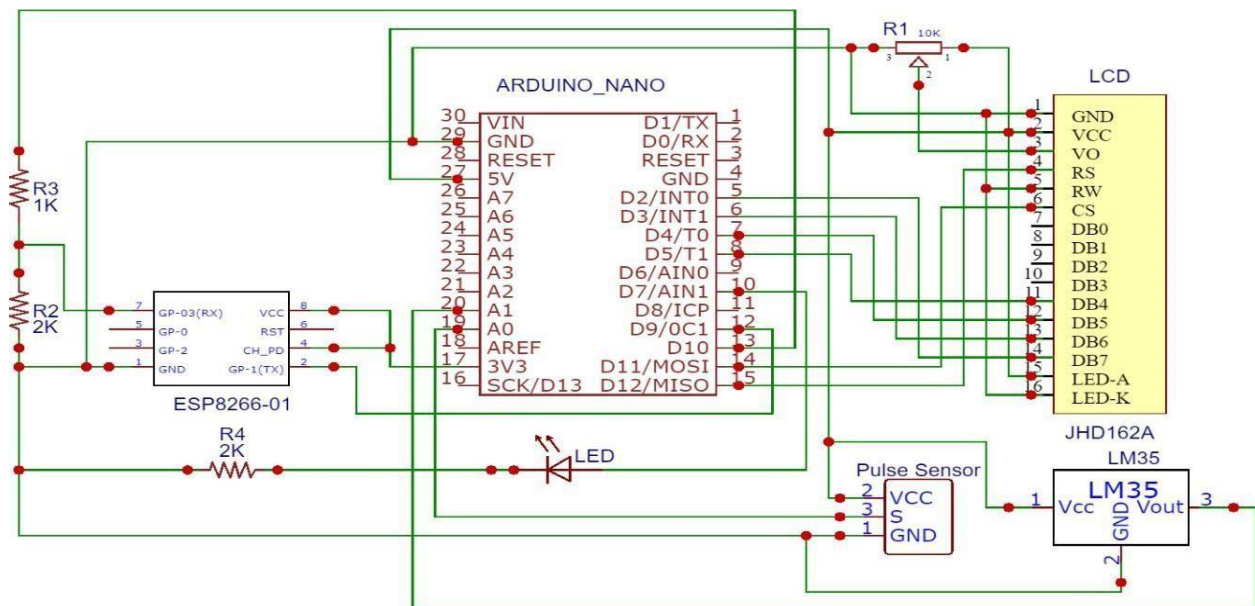 R1 10K
3 1
2
LCD
ARDUINO_NANO
30 VIN D1/TX 1
29 GND D0/RX 2
28 RESET RESET 3
27 5V GND 4
26 A7 D2/INT0 5
25 A6 D3/INT1 6
24 A5 D4/T0 7
23 A4 D5/T1 8
22 A3 D6/AIN0 9
21 A2 D7/AIN1 10
20 A1 D8/ICP 11
19 A0 D9/0C1 12
18 AREF D10 13
17 3V3 D11/MOSI 14
16 SCK/D13 D12/MISO 15
1 GND
2 VCC
3 VO
4 RS
5 RW
6 CS
7 DB0
8 DB1
9 DB2
10 DB3
11 DB4
12 DB5
13 DB6
14 DB7
15 LED-A
16 LED-K
JHD162A
R3
1K
R2
2K
7 GP-03(RX) VCC 8
5 GP-0 RST 6
3 GP-2 CH_PD 4
1 GND GP-1(TX) 2
ESP8266-01
R4
2K
LED
Pulse Sensor
2 VCC
3 S
1 GND
LM35
LM35
1 Vcc GND Vout 3
2